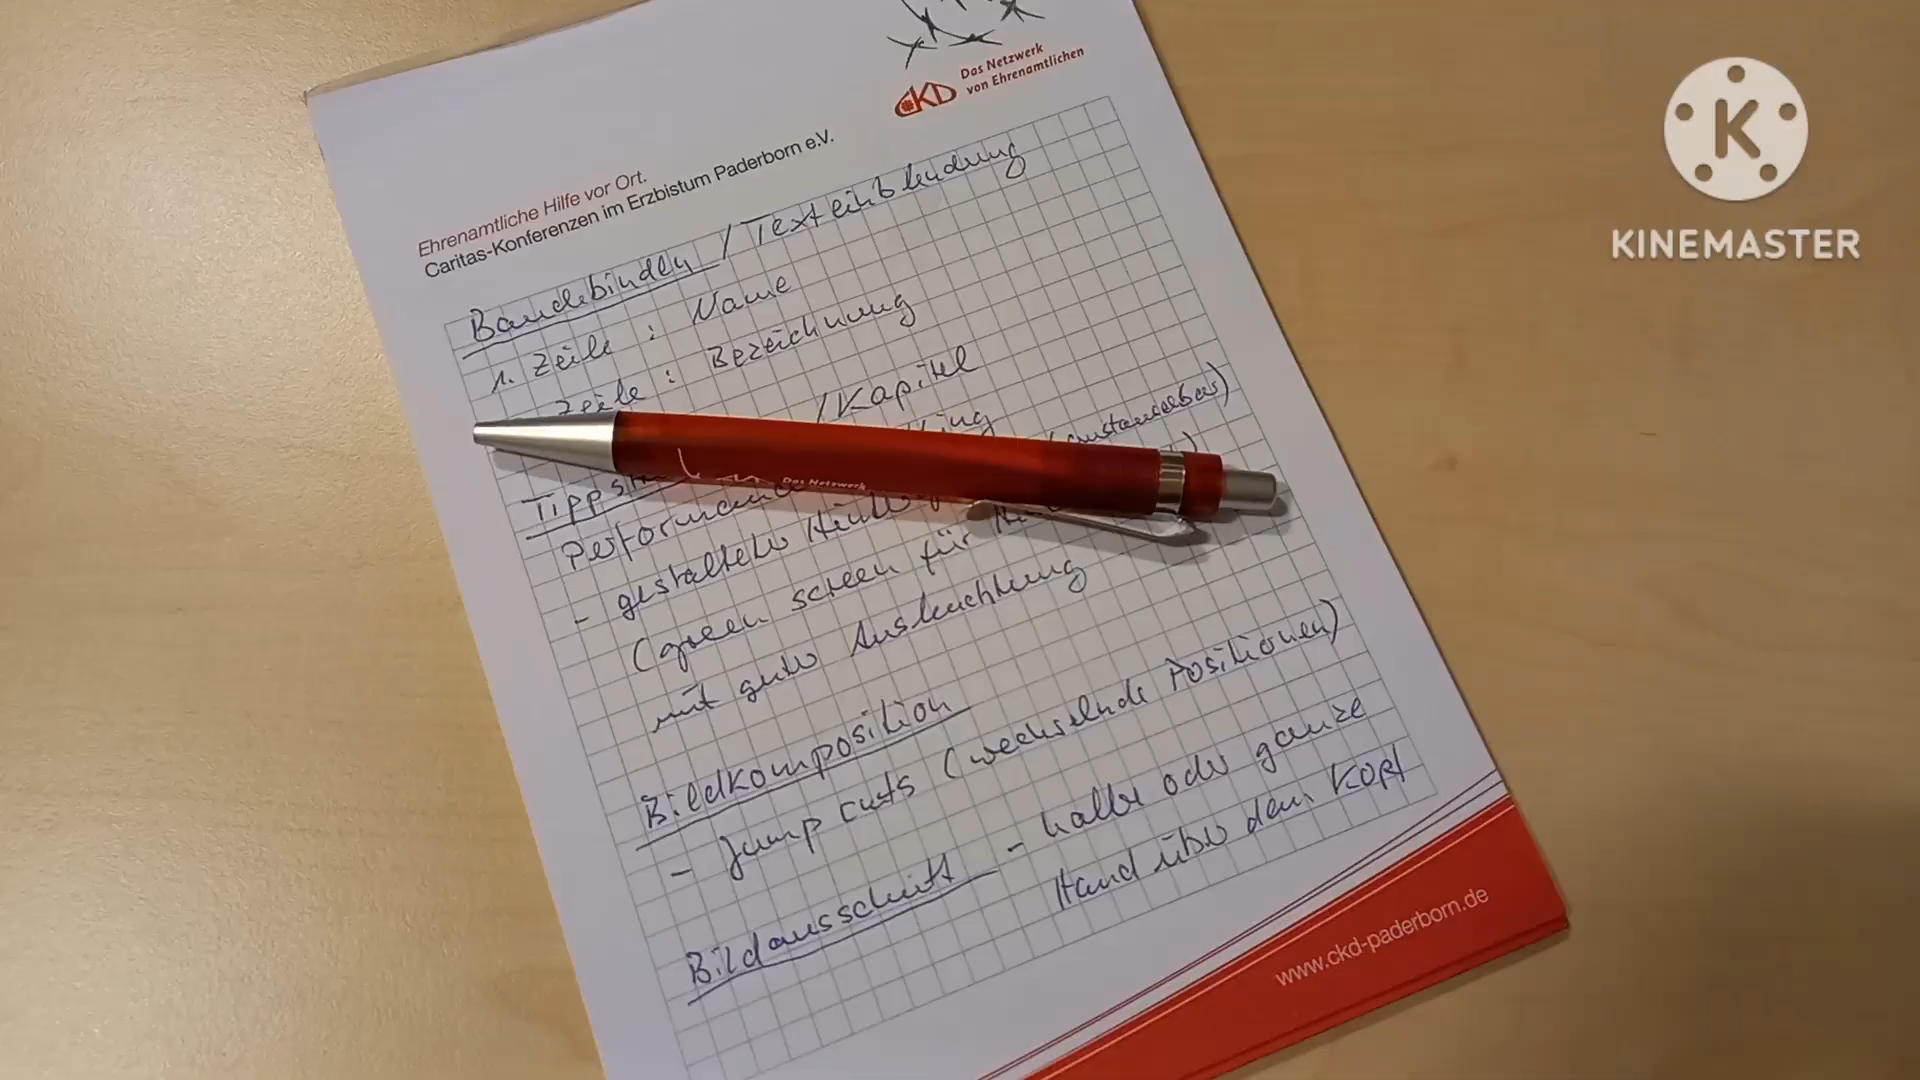 Das Netzwerk
von Ehrenamtlichen
CKD
Ehrenamtliche Hilfe vor Ort.
Caritas-Konferenzen im Erzbistum Paderborn e.V.
Bauchbinden / Texteinblendung
1. Zeile : Name
Zeile : Bezeichnung
/Kapitel
Das Netzwerk
- gestalteter
(green screen für
mit guter Ausleuchtung
Bildkomposition
- Jump cuts (wechselnde Positionen)
Bildausschnitt - halbe oder ganze
Hand über dem Kopf
www.ckd-paderborn.de
K
KINEMASTER